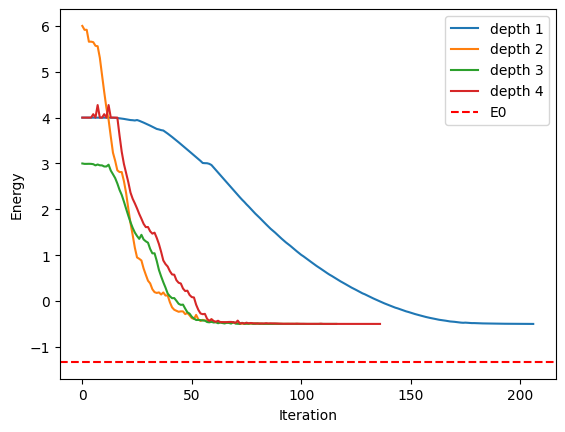 6
5
4
3
2
1
0
−1
Energy
0
50
100
150
200
Iteration
depth 1
depth 2
depth 3
depth 4
E0